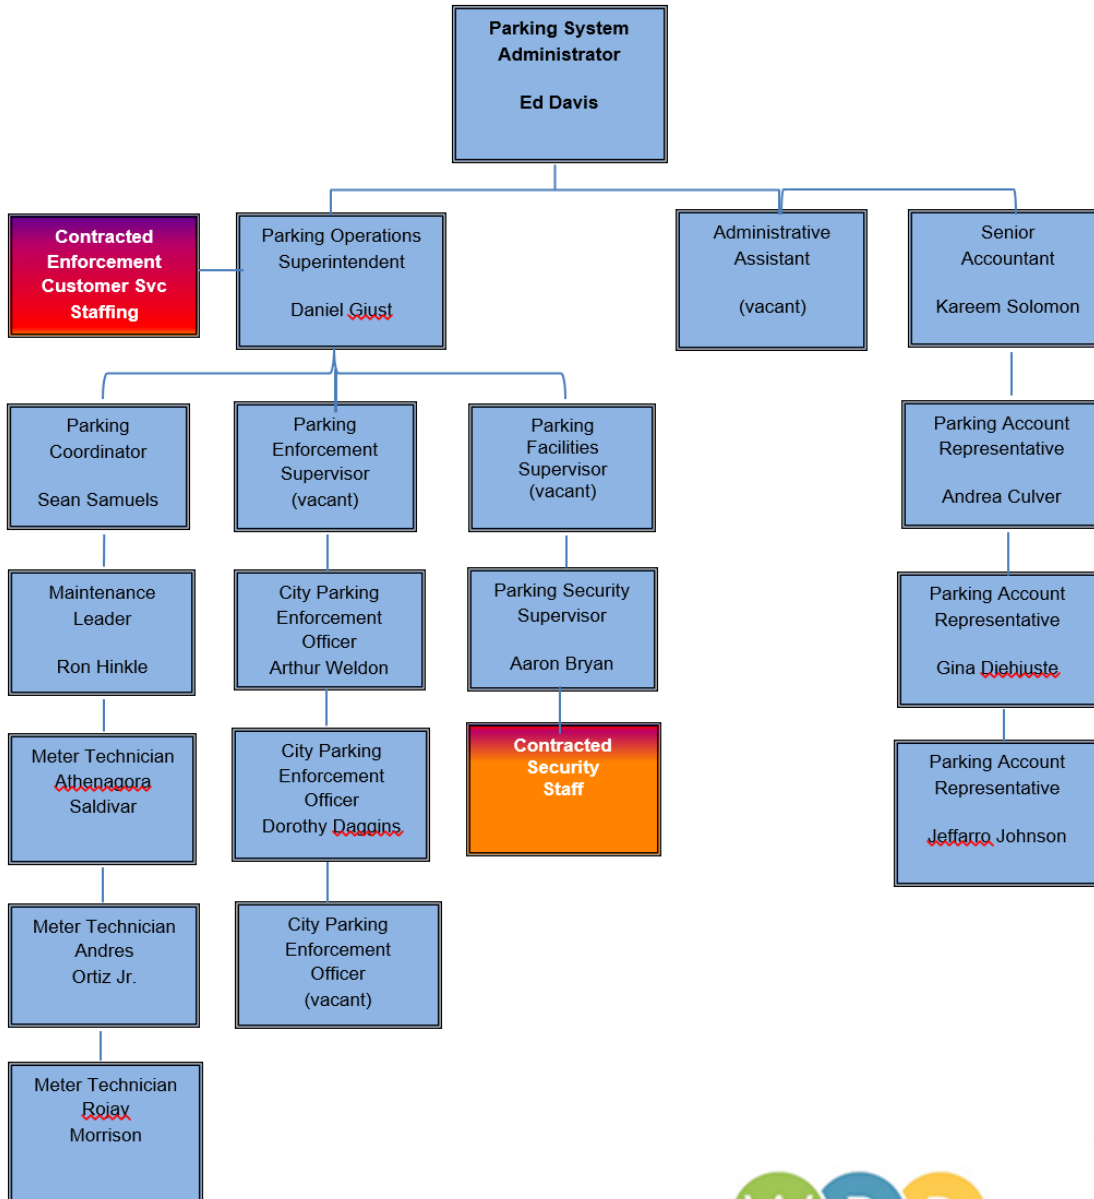 Parking System
Administrator
Ed Davis
Contracted
Enforcement
Customer Svc
Staffing
Parking Operations
Superintendent
Daniel Giust
Administrative
Assistant
(vacant)
Senior
Accountant
Kareem Solomon
Parking
Coordinator
Sean Samuels
Parking
Enforcement
Supervisor
(vacant)
Parking
Facilities
Supervisor
(vacant)
Parking Account
Representative
Andrea Culver
Maintenance
Leader
Ron Hinkle
City Parking
Enforcement
Officer
Arthur Weldon
Parking Security
Supervisor
Aaron Bryan
Parking Account
Representative
Gina Diehjuste
Meter Technician
Athenagora
Saldivar
City Parking
Enforcement
Officer
Dorothy Daggins
Contracted
Security
Staff
Parking Account
Representative
Jeffarro Johnson
Meter Technician
Andres
Ortiz Jr.
City Parking
Enforcement
Officer
(vacant)
Meter Technician
Rojay
Morrison